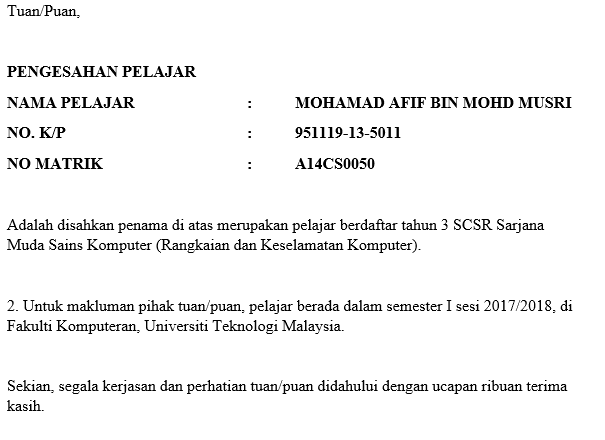 Tuan/Puan,
PENGESAHAN PELAJAR
NAMA PELAJAR : MOHAMAD AFIF BIN MOHD MUSRI
NO. K/P : 951119-13-5011
NO MATRIK : A14CS0050
Adalah disahkan penama di atas merupakan pelajar berdaftar tahun 3 SCSR Sarjana
Muda Sains Komputer (Rangkaian dan Keselamatan Komputer).
2. Untuk makluman pihak tuan/puan, pelajar berada dalam semester I sesi 2017/2018, di
Fakulti Komputeran, Universiti Teknologi Malaysia.
Sekian, segala kerjasan dan perhatian tuan/puan didahului dengan ucapan ribuan terima
kasih.